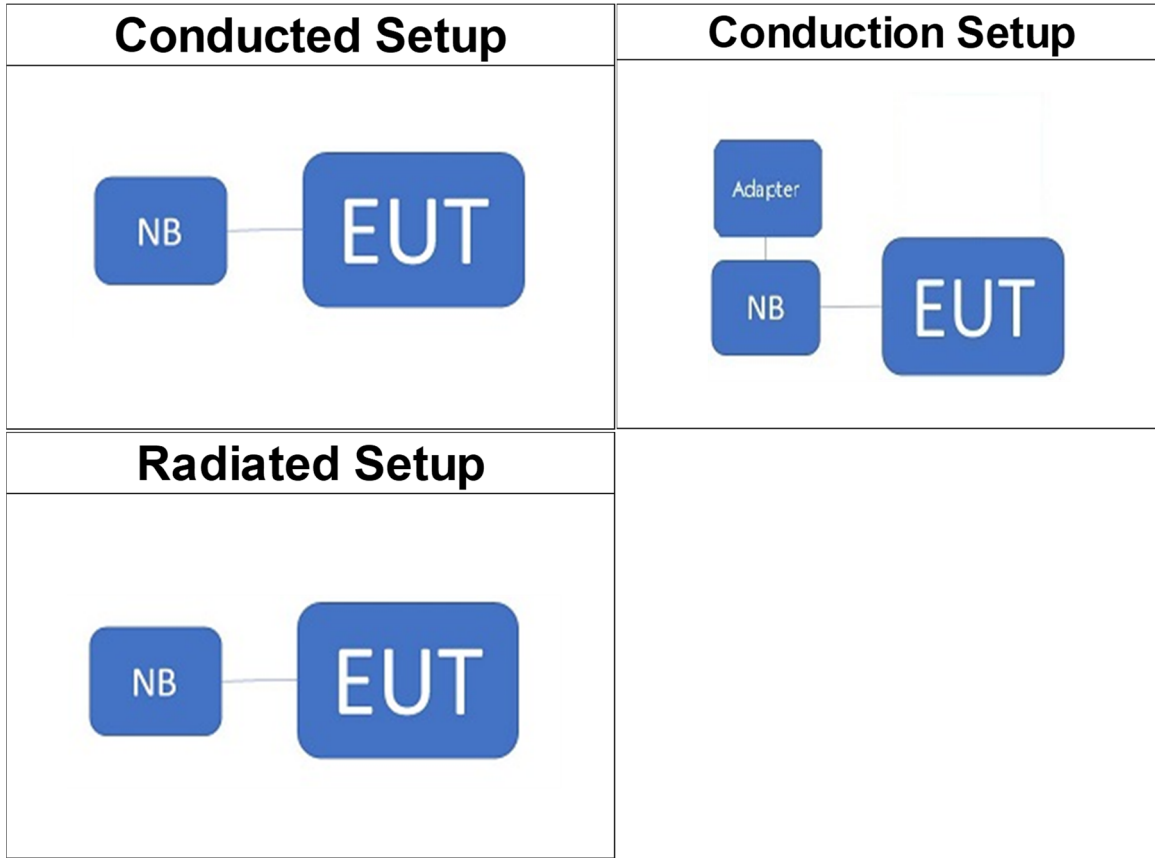 Conducted Setup
NB
EUT
Conduction Setup
Adapter
NB
EUT
Radiated Setup
NB
EUT